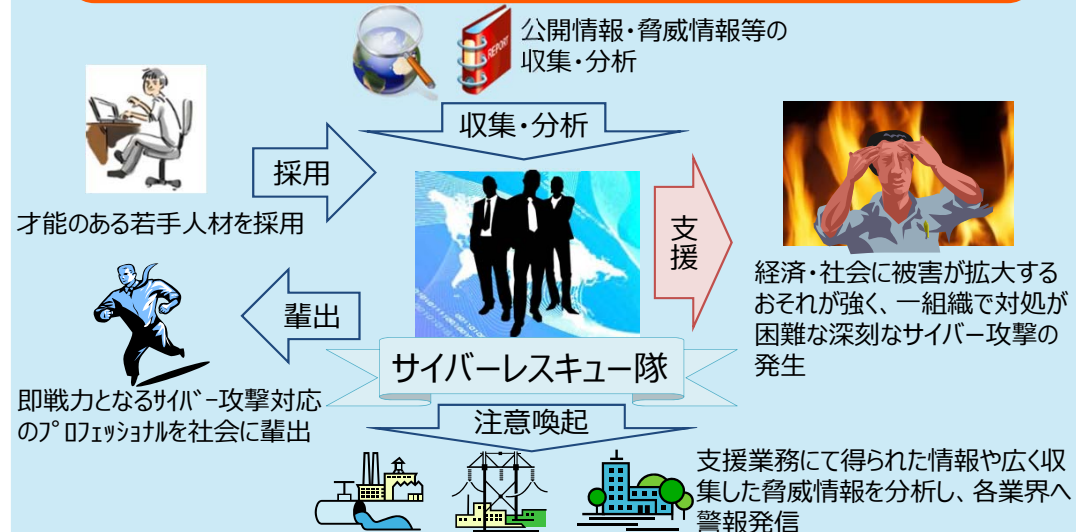 公開情報・脅威情報等の
収集・分析
REPORT
収集・分析
採用
才能のある若手人材を採用
支援
経済・社会に被害が拡大する
おそれが強く、一組織で対処が
困難な深刻なサイバー攻撃の
発生
輩出
サイバーレスキュー隊
即戦力となるｻｲﾊﾞｰ攻撃対応
のﾌﾟﾛﾌｪｯｼｮﾅﾙを社会に輩出
注意喚起
支援業務にて得られた情報や広く収
集した脅威情報を分析し、各業界へ
警報発信